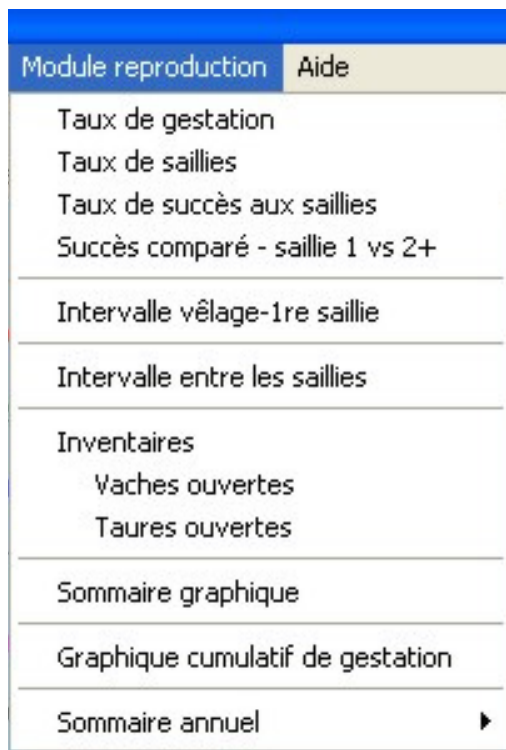 Module reproduction Aide
Taux de gestation
Taux de saillies
Taux de succès aux saillies
Succès comparé - saillie 1 vs 2+
Intervalle vêlage-1re saillie
Intervalle entre les saillies
Inventaires
Vaches ouvertes
Taures ouvertes
Sommaire graphique
Graphique cumulatif de gestation
Sommaire annuel